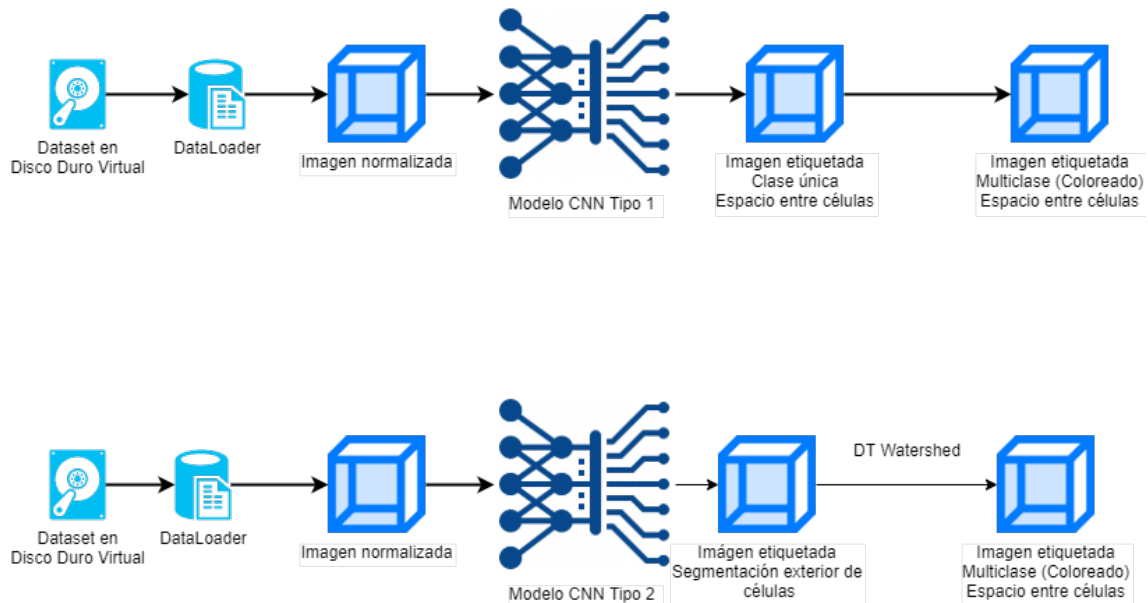 Dataset en
Disco Duro Virtual
DataLoader
Imagen normalizada
Modelo CNN Tipo 1
Imagen etiquetada
Clase única
Espacio entre células
Imagen etiquetada
Multiclase (Coloreado)
Espacio entre células
Dataset en
Disco Duro Virtual
DataLoader
Imagen normalizada
Modelo CNN Tipo 2
Imágen etiquetada
Segmentación exterior de
células
DT Watershed
Imagen etiquetada
Multiclase (Coloreado)
Espacio entre células